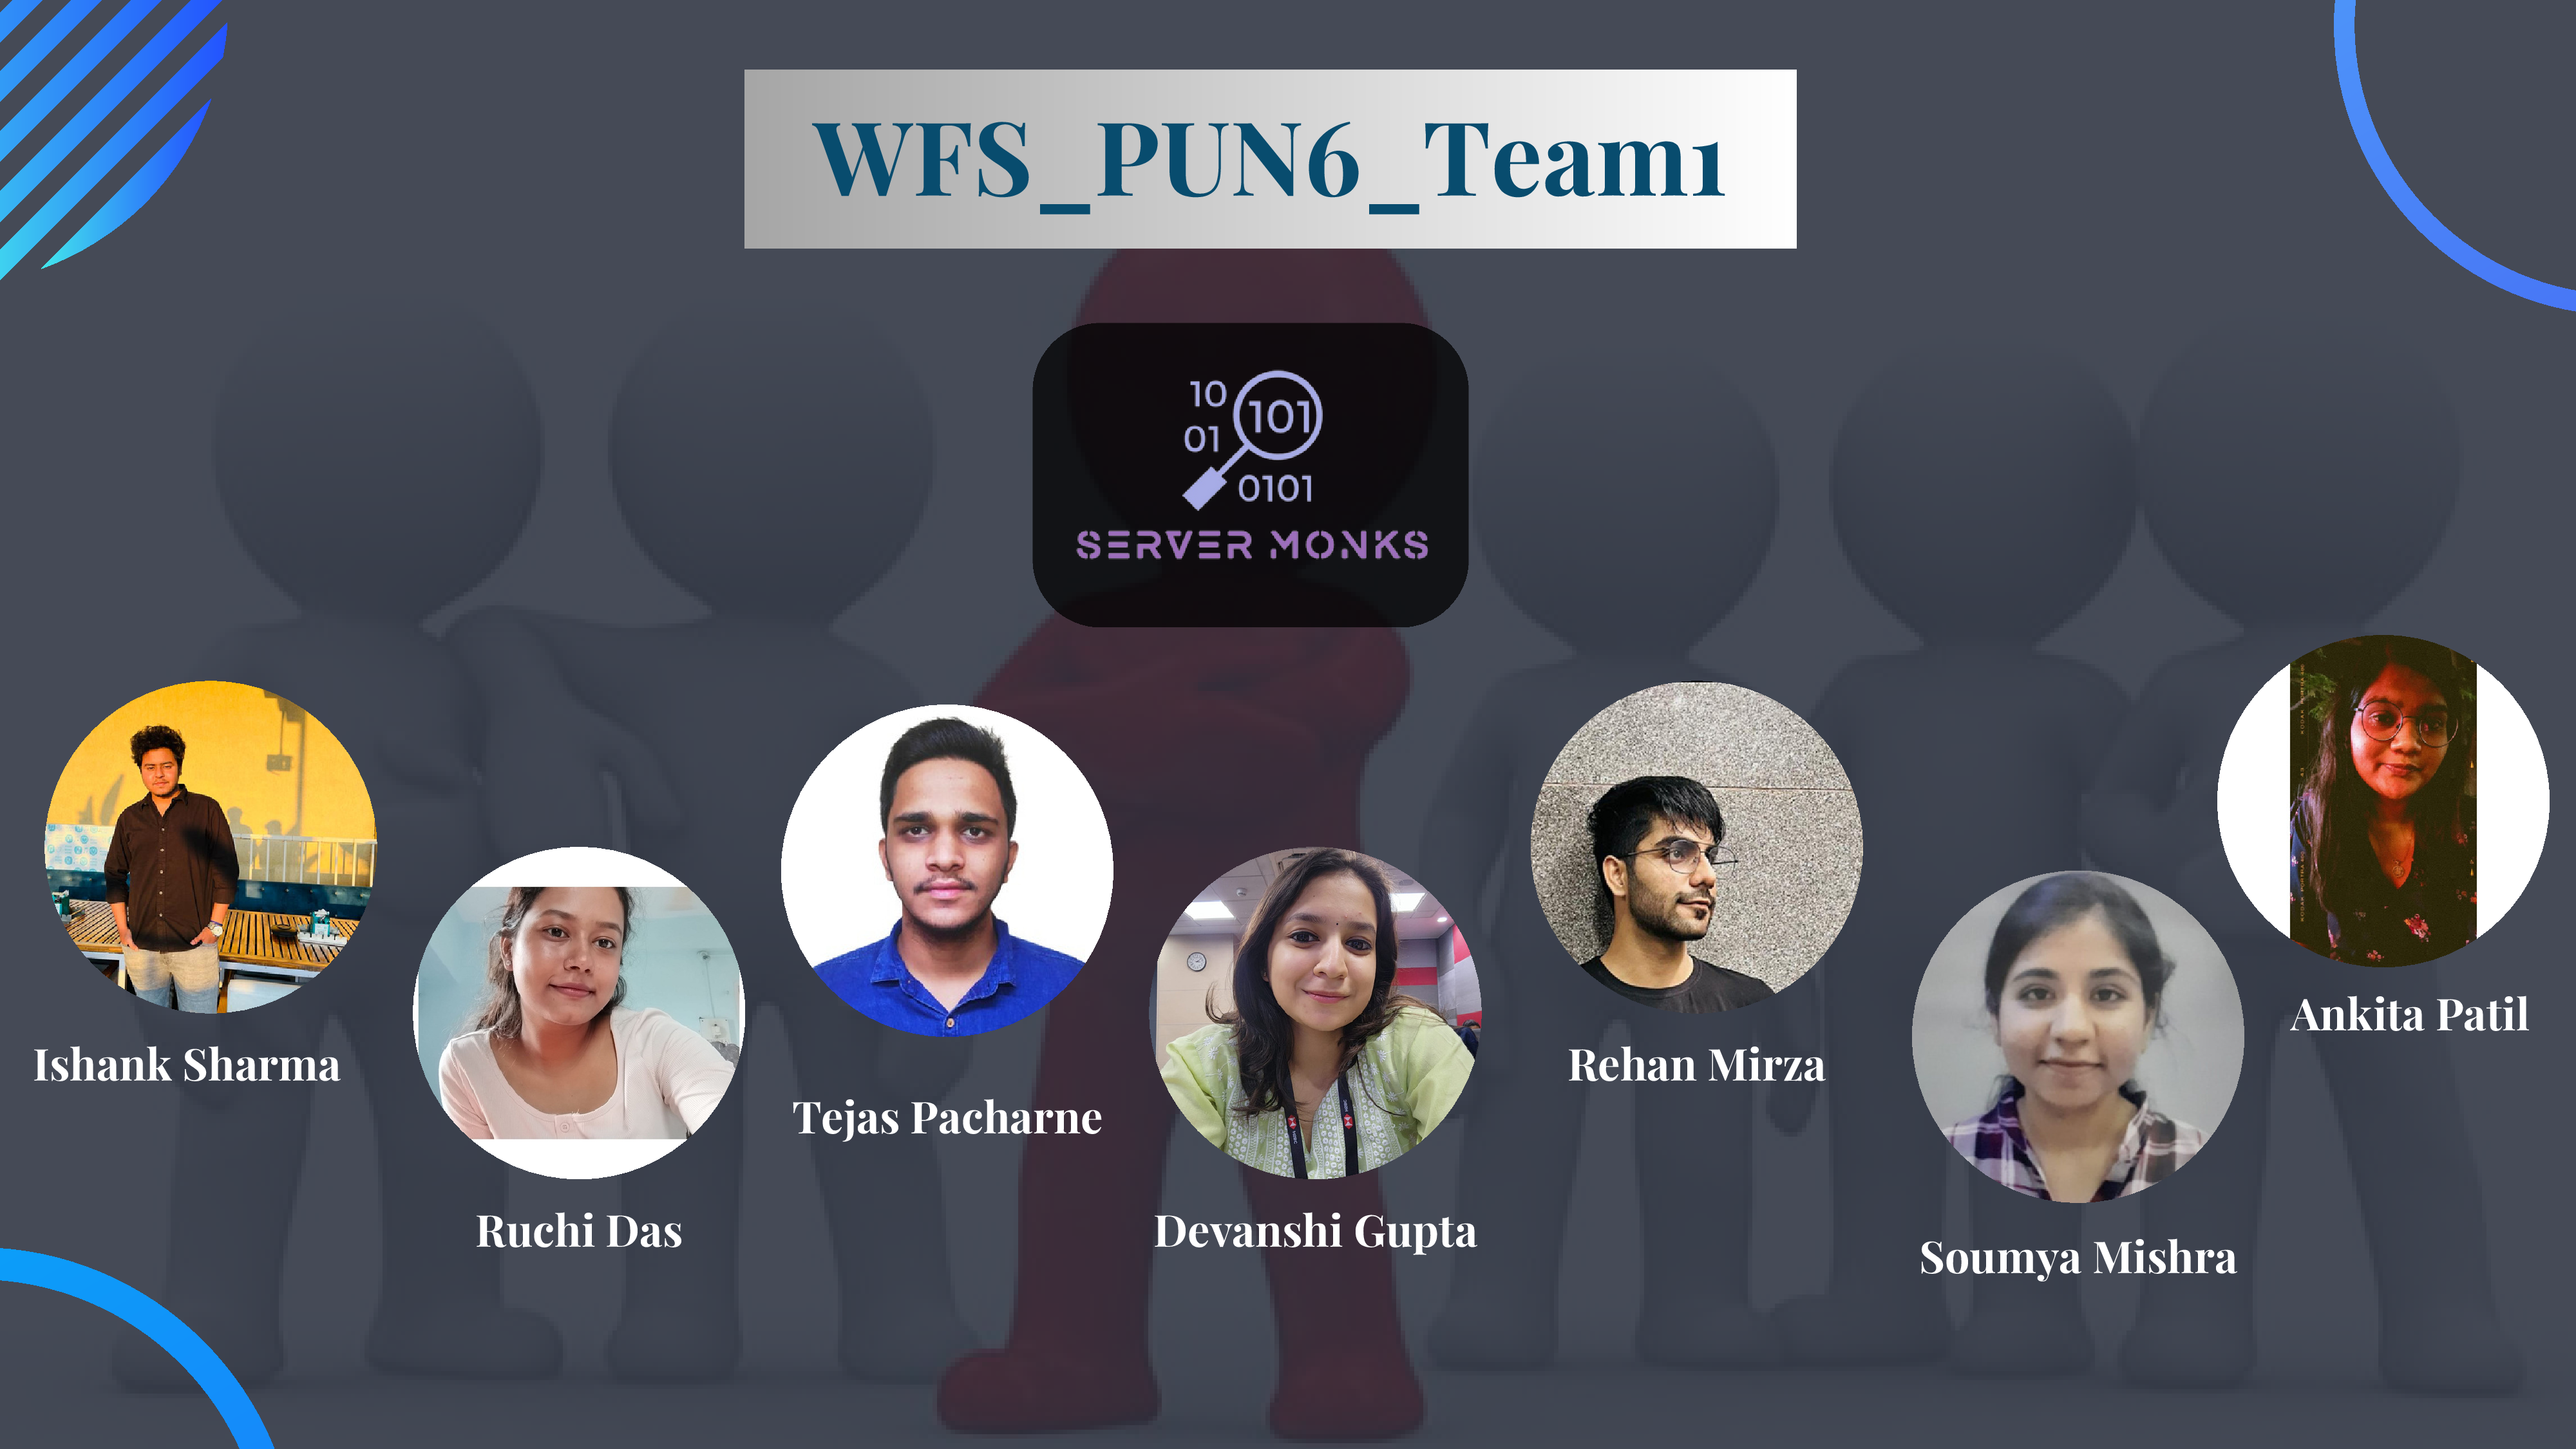 WFS_PUN6_Team1
10
101
01
0101
SERVER MONKS
Ishank Sharma
Ruchi Das
Tejas Pacharne
Devanshi Gupta
Rehan Mirza
Soumya Mishra
Ankita Patil